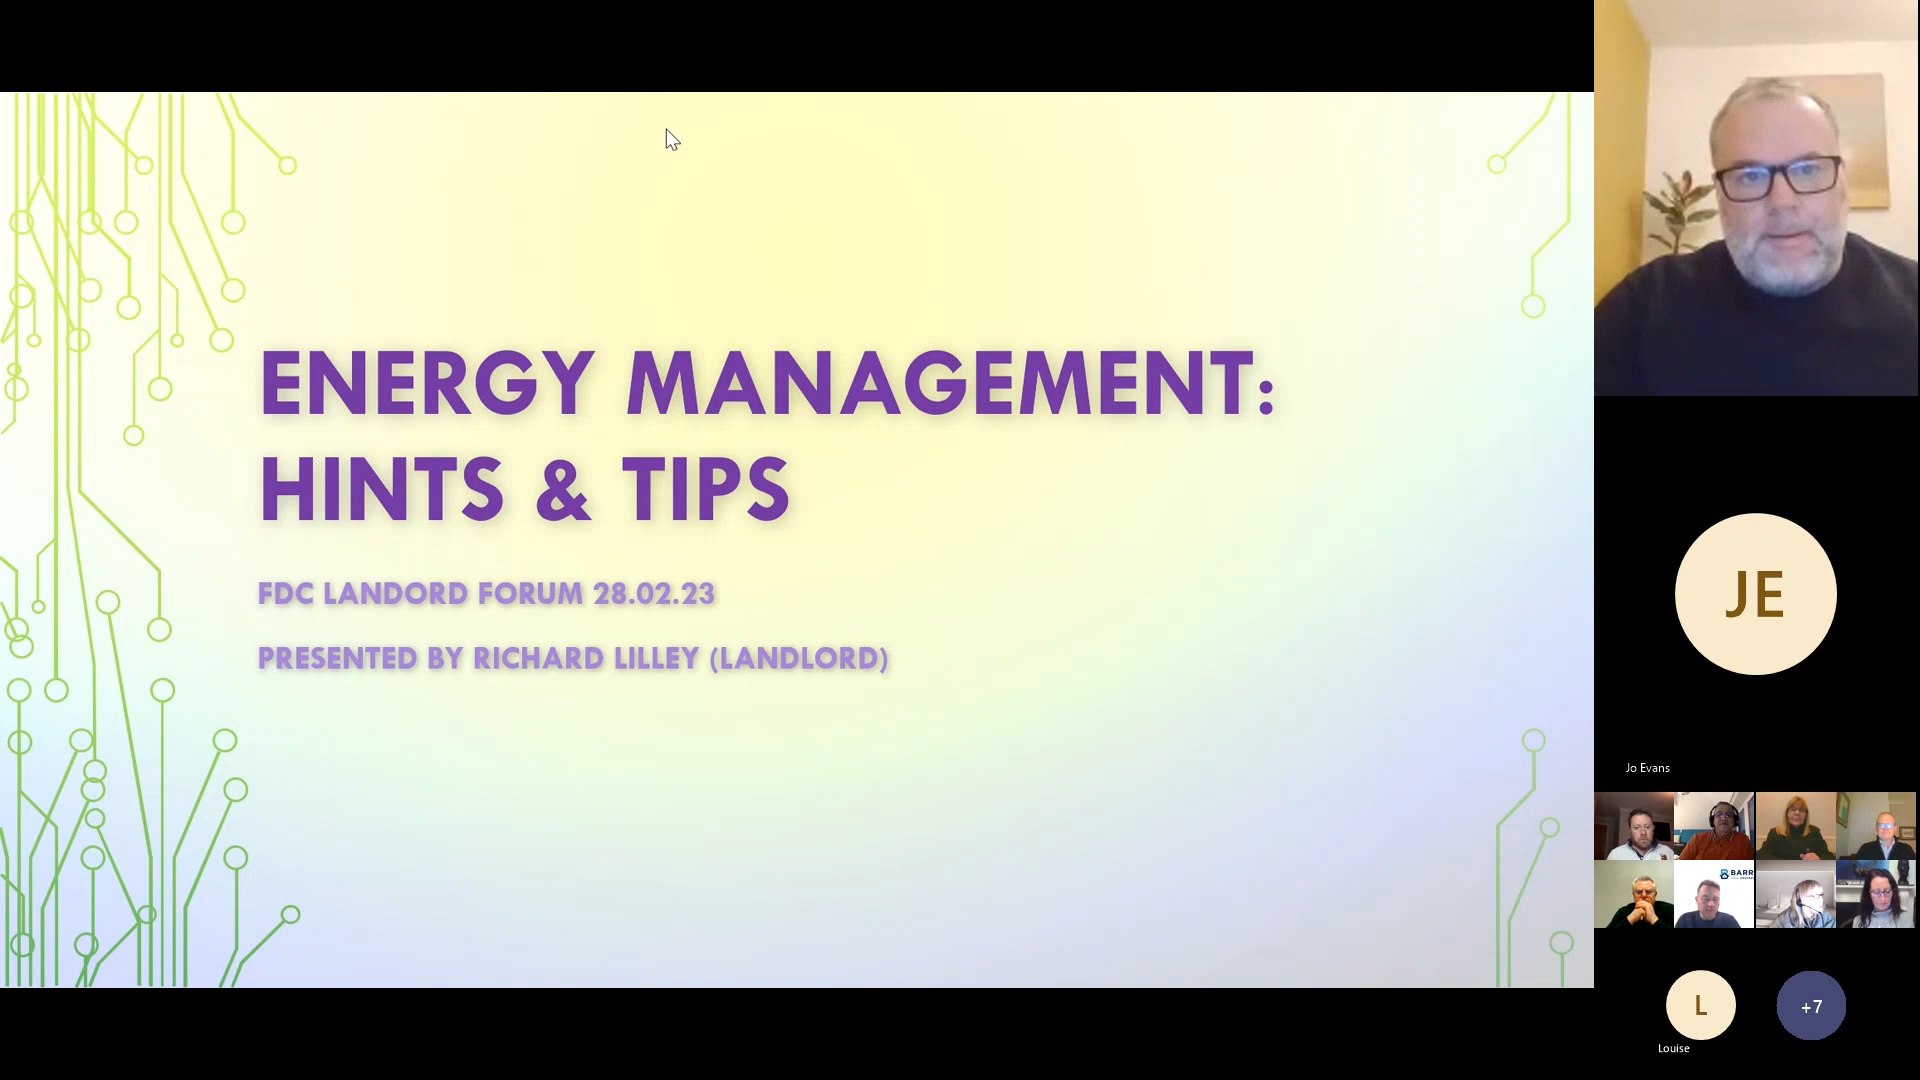 ENERGY MANAGEMENT:
HINTS & TIPS
FDC LANDORD FORUM 28.02.23
PRESENTED BY RICHARD LILLEY (LANDLORD)
JE
Jo Evans
BARR
L
+7
Louise